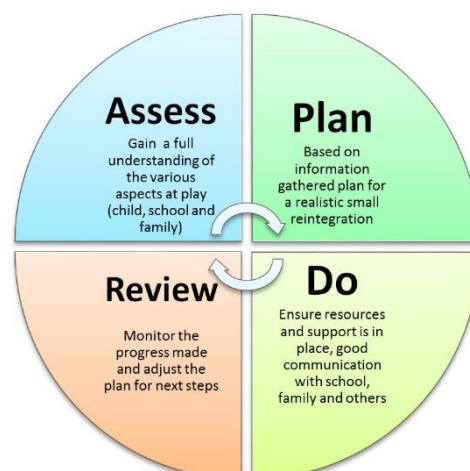 Assess
Gain a full
understanding of
the various
aspects at play
(child, school and
family)
Plan
Based on
information
gathered plan for
a realistic small
reintegration
Review
Monitor the
progress made
and adjust the
plan for next steps
Do
Ensure resources
and support is in
place, good
communication
with school,
family and others